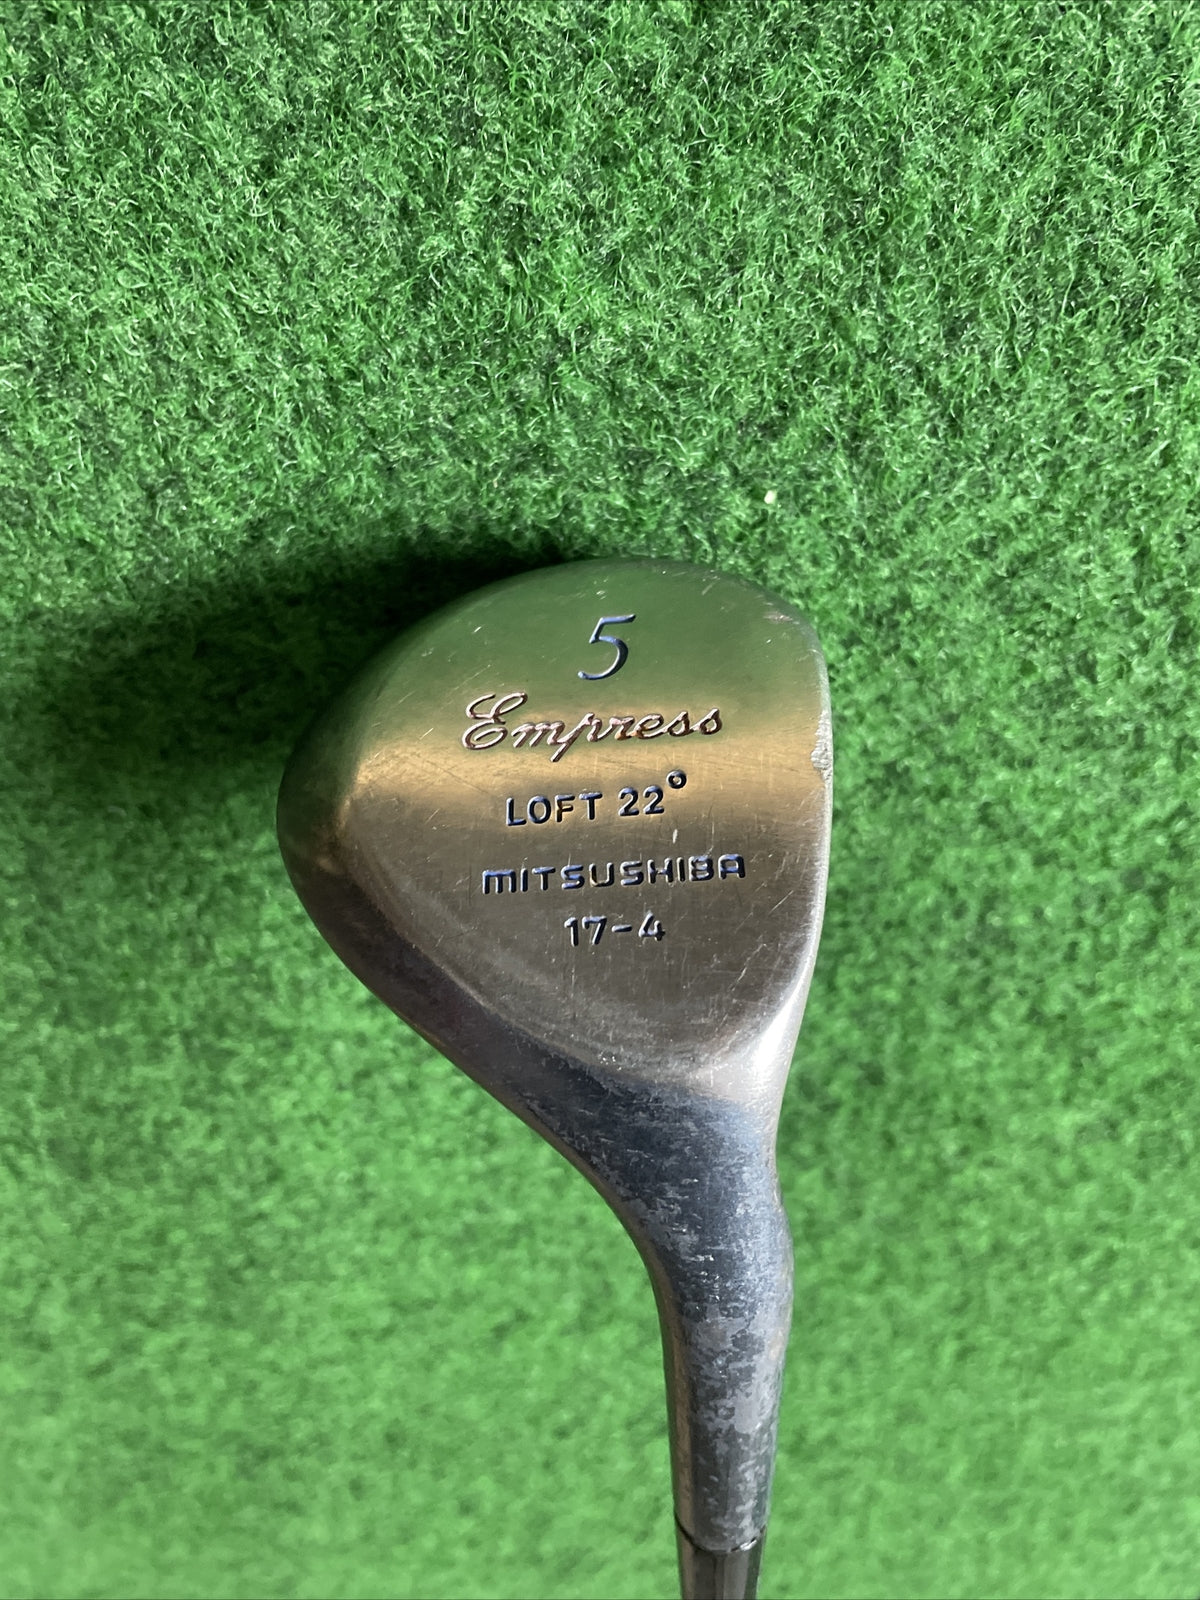 5
Empress
LOFT 22°
MITSUSHIBA
17-4